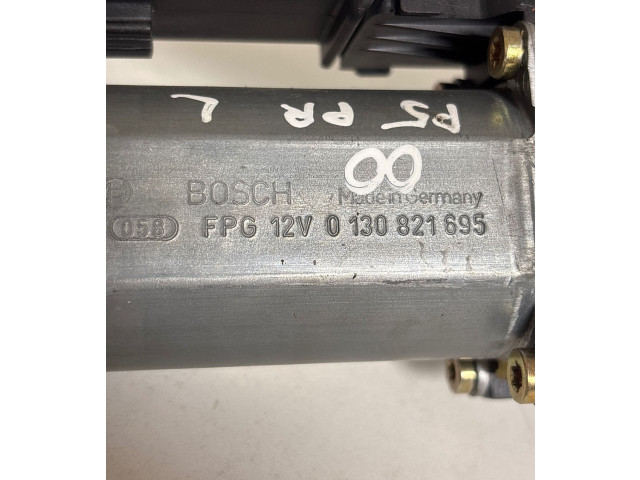 P5 PR L
00
BOSCH Made in Germany
058 FPG 12V 0 130 821 695